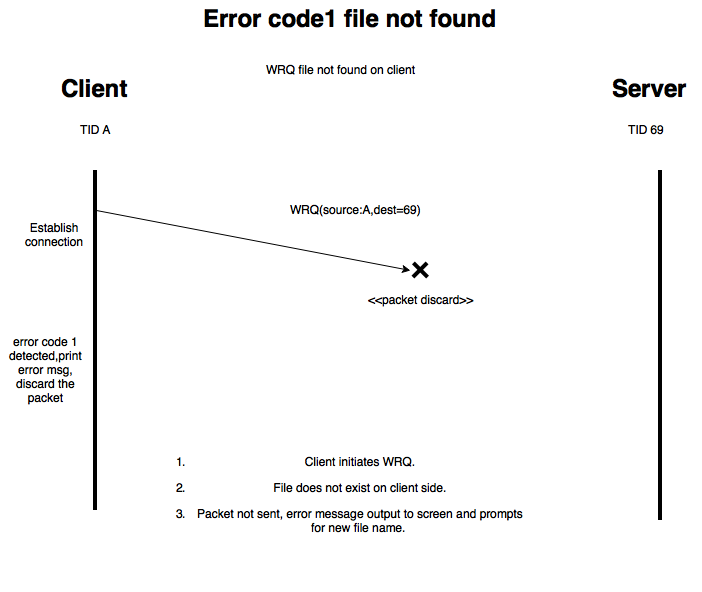 Error code1 file not found
WRQ file not found on client
Client
Server
TID A
TID 69
WRQ(source:A,dest=69)
Establish
connection
<<packet discard>>
error code 1
detected,print
error msg,
discard the
packet
1. Client initiates WRQ.
2. File does not exist on client side.
3. Packet not sent, error message output to screen and prompts
for new file name.